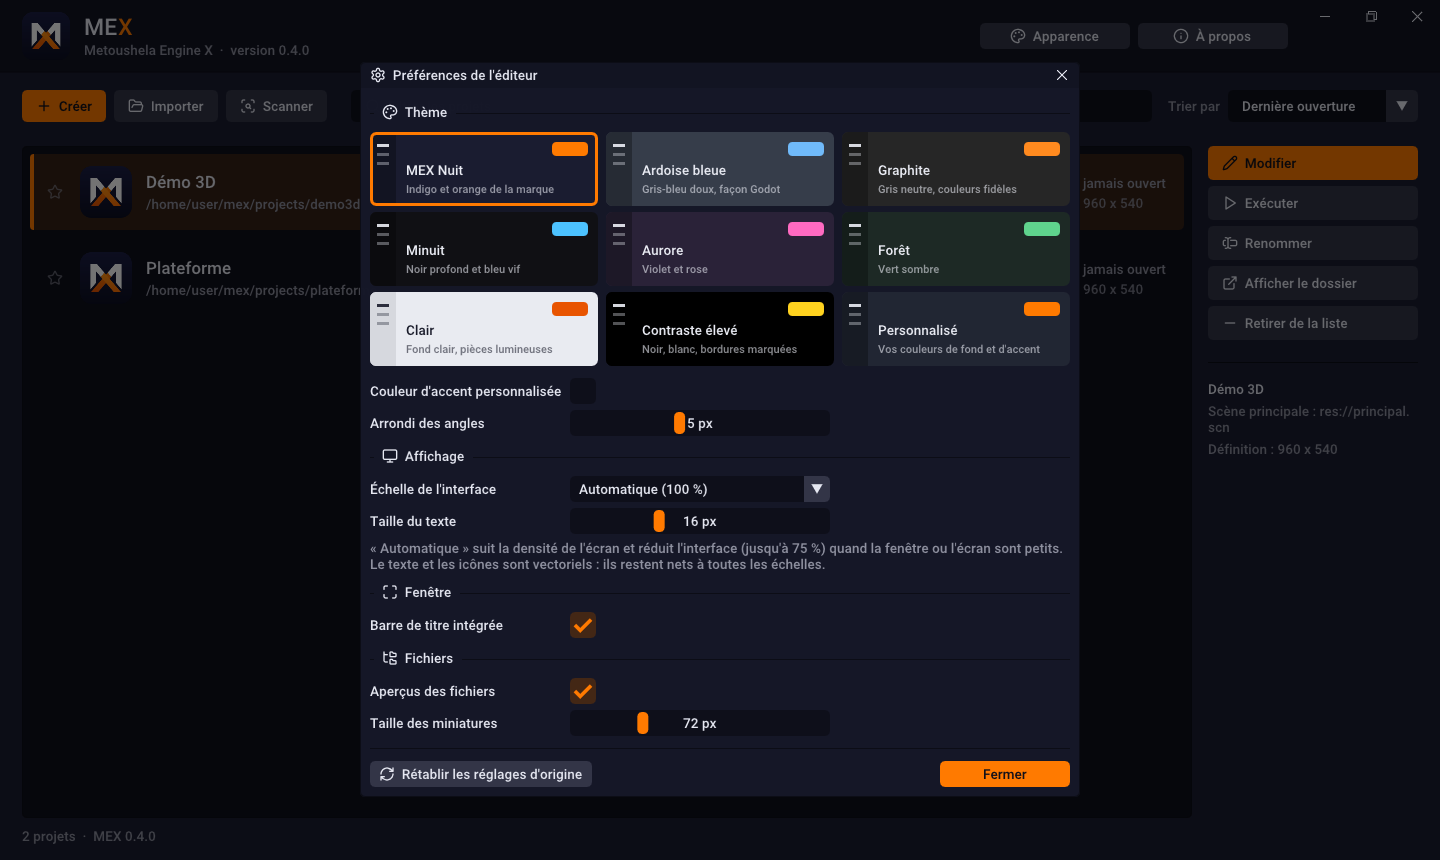 MEX
Metoushela Engine X · version 0.4.0
Apparence
À propos
Créer
Importer
Scanner
Trier par
Dernière ouverture
Démo 3D
/home/user/mex/projects/demo3d
jamais ouvert
960 x 540
Plateforme
/home/user/mex/projects/platefor
jamais ouvert
960 x 540
Préférences de l'éditeur
Thème
MEX Nuit
Indigo et orange de la marque
Ardoise bleue
Gris-bleu doux, façon Godot
Graphite
Gris neutre, couleurs fidèles
Minuit
Noir profond et bleu vif
Aurore
Violet et rose
Forêt
Vert sombre
Clair
Fond clair, pièces lumineuses
Contraste élevé
Noir, blanc, bordures marquées
Personnalisé
Vos couleurs de fond et d'accent
Couleur d'accent personnalisée
Arrondi des angles
5 px
Affichage
Échelle de l'interface
Automatique (100 %)
Taille du texte
16 px
« Automatique » suit la densité de l'écran et réduit l'interface (jusqu'à 75 %) quand la fenêtre ou l'écran sont petits.
Le texte et les icônes sont vectoriels : ils restent nets à toutes les échelles.
Fenêtre
Barre de titre intégrée
Fichiers
Aperçus des fichiers
Taille des miniatures
72 px
Rétablir les réglages d'origine
Fermer
Modifier
Exécuter
Renommer
Afficher le dossier
Retirer de la liste
Démo 3D
Scène principale : res://principal.
scn
Définition : 960 x 540
2 projets · MEX 0.4.0